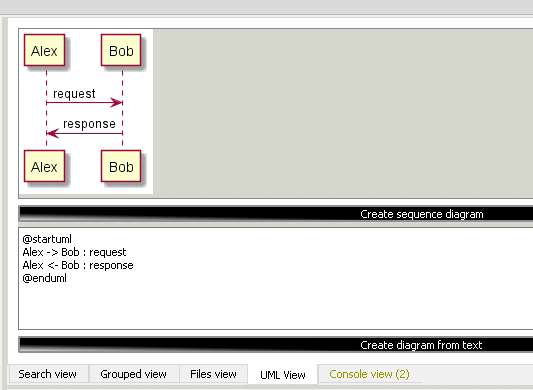 Alex Bob
request
response
Alex Bob
Create sequence diagram
@startuml
Alex -> Bob : request
Alex <- Bob : response
@enduml
Create diagram from text
Search view Grouped view Files view UML View Console view (2)